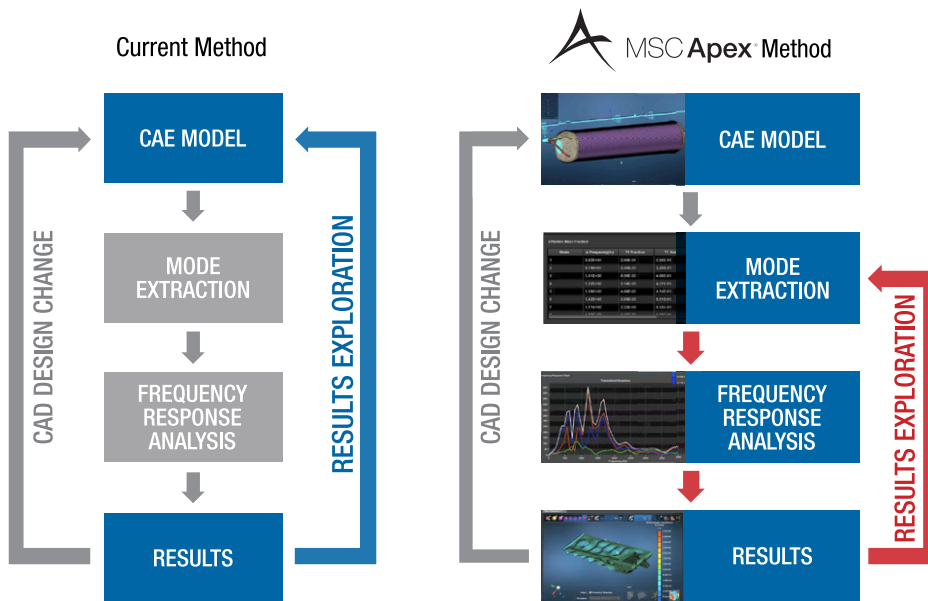 Current Method
CAE MODEL
MODE
EXTRACTION
FREQUENCY
RESPONSE
ANALYSIS
RESULTS
CAD DESIGN CHANGE
RESULTS EXPLORATION
MSC Apex® Method
CAE MODEL
MODE
EXTRACTION
FREQUENCY
RESPONSE
ANALYSIS
RESULTS
CAD DESIGN CHANGE
RESULTS EXPLORATION
Mode